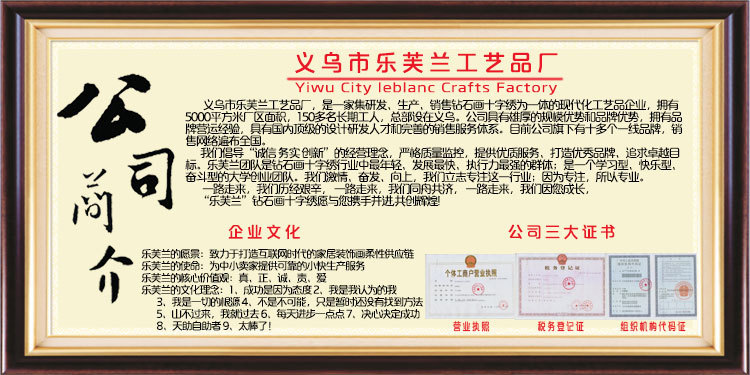 公司简介
义乌市乐芙兰工艺品厂
Yiwu City leblanc Crafts Factory
义乌市乐芙兰工艺品厂，是一家集研发、生产、销售钻石画十字绣为一体的现代化工艺品企业，拥有
5000平方米厂区面积，150多名长期工人，总部设在义乌。公司具有雄厚的规模优势和品牌优势，拥有品
牌营运经验，具有国内顶级的设计研发人才和完善的销售服务体系。目前公司旗下有十多个一线品牌，销
售网络遍布全国。
我们倡导“诚信 务实 创新”的经营理念，严格质量监控，提供优质服务、打造优秀品牌、追求卓越目
标。乐芙兰团队是钻石画十字绣行业中最年轻、发展最快、执行力最强的群体；是一个学习型、快乐型、
奋斗型的大学创业团队。我们激情、奋发、向上，我们立志专注这一行业；因为专注，所以专业。
一路走来，我们历经艰辛，一路走来，我们同舟共济，一路走来，我们因您成长，
“乐芙兰”钻石画十字绣愿与您携手并进,共创辉煌!
企业文化
乐芙兰的愿景：致力于打造互联网时代的家居装饰画柔性供应链
乐芙兰的使命：为中小卖家提供可靠的小快生产服务
乐芙兰的核心价值观：真、正、诚、责、爱
乐芙兰的文化理念：1、成功是因为态度 2、我是我认为的我
3、我是一切的根源 4、不是不可能，只是暂时还没有找到方法
5、山不过来，我就过去 6、每天进步一点点 7、决心决定成功
8、天助自助者 9、太棒了！
公司三大证书
个体工商户营业执照
税务登记证
营业执照
税务登记证
组织机构代码证